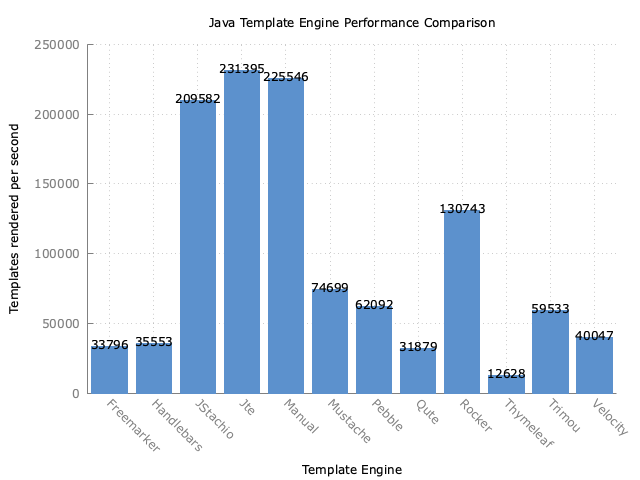 Java Template Engine Performance Comparison
Templates rendered per second
250000
200000
150000
100000
50000
0
33796
35553
209582
231395
225546
74699
62092
31879
130743
12628
59533
40047
Freemarker
Handlebars
JStachio
Jte
Manual
Mustache
Pebble
Qute
Rocker
Thymeleaf
Trimou
Velocity
Template Engine